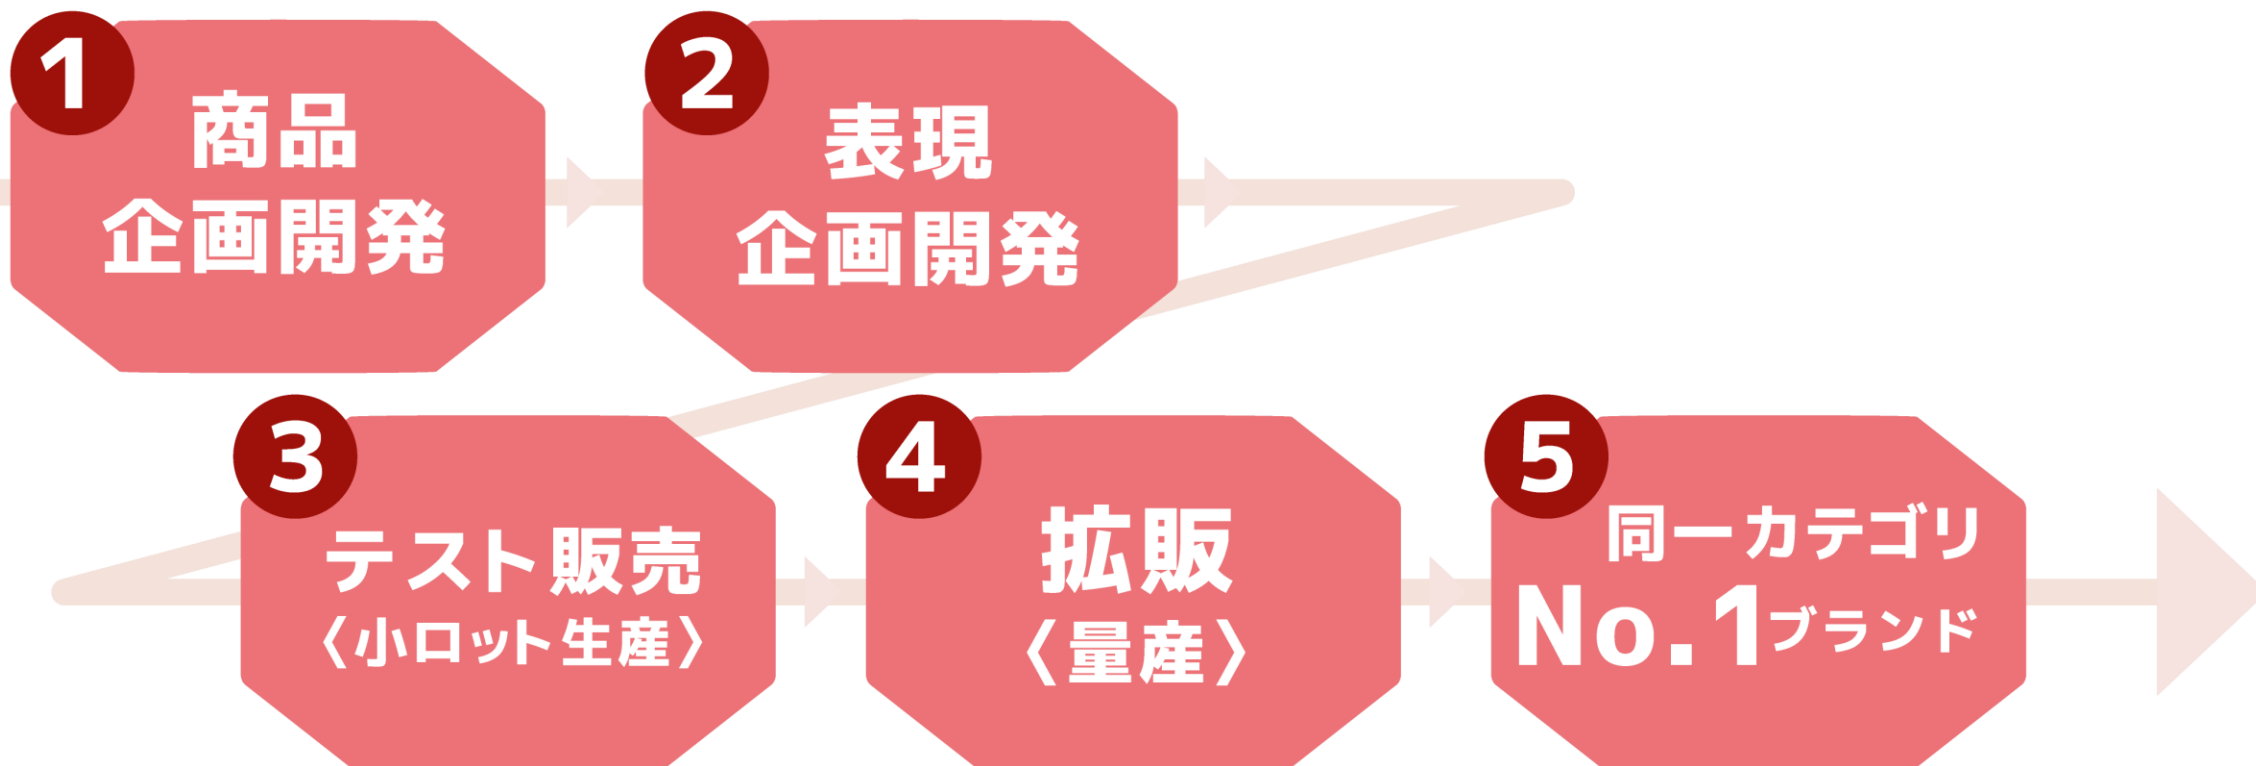 1
商品
企画開発
2
表現
企画開発
3
テスト販売
〈小ロット生産〉
4
拡販
〈量産〉
5
同一カテゴリ
No.1ブランド